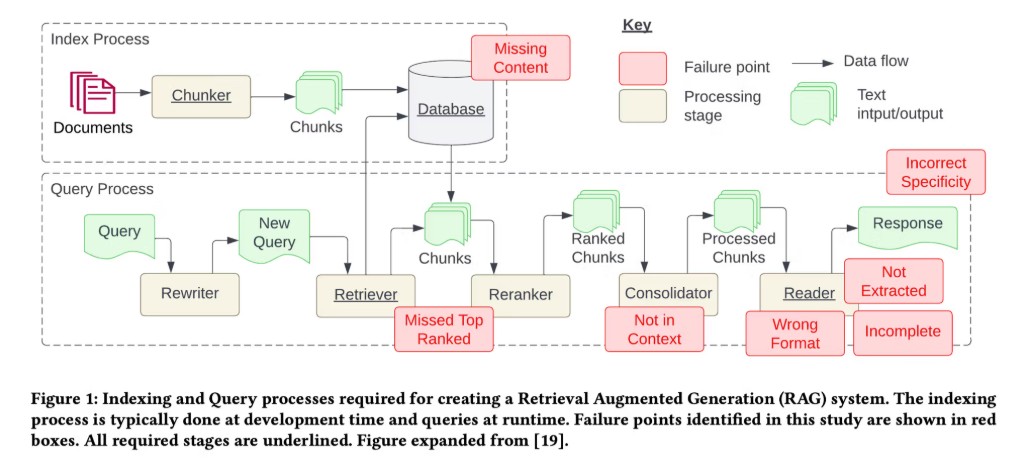 Index Process
Documents
Chunker
Chunks
Database
Missing
Content
Key
Failure point
Data flow
Processing
stage
Text
intput/output
Query Process
Query
Rewriter
New
Query
Retriever
Missed Top
Ranked
Chunks
Reranker
Ranked
Chunks
Consolidator
Not in
Context
Processed
Chunks
Reader
Wrong
Format
Incomplete
Not
Extracted
Response
Incorrect
Specificity
Figure 1: Indexing and Query processes required for creating a Retrieval Augmented Generation (RAG) system. The indexing
process is typically done at development time and queries at runtime. Failure points identified in this study are shown in red
boxes. All required stages are underlined. Figure expanded from [19].